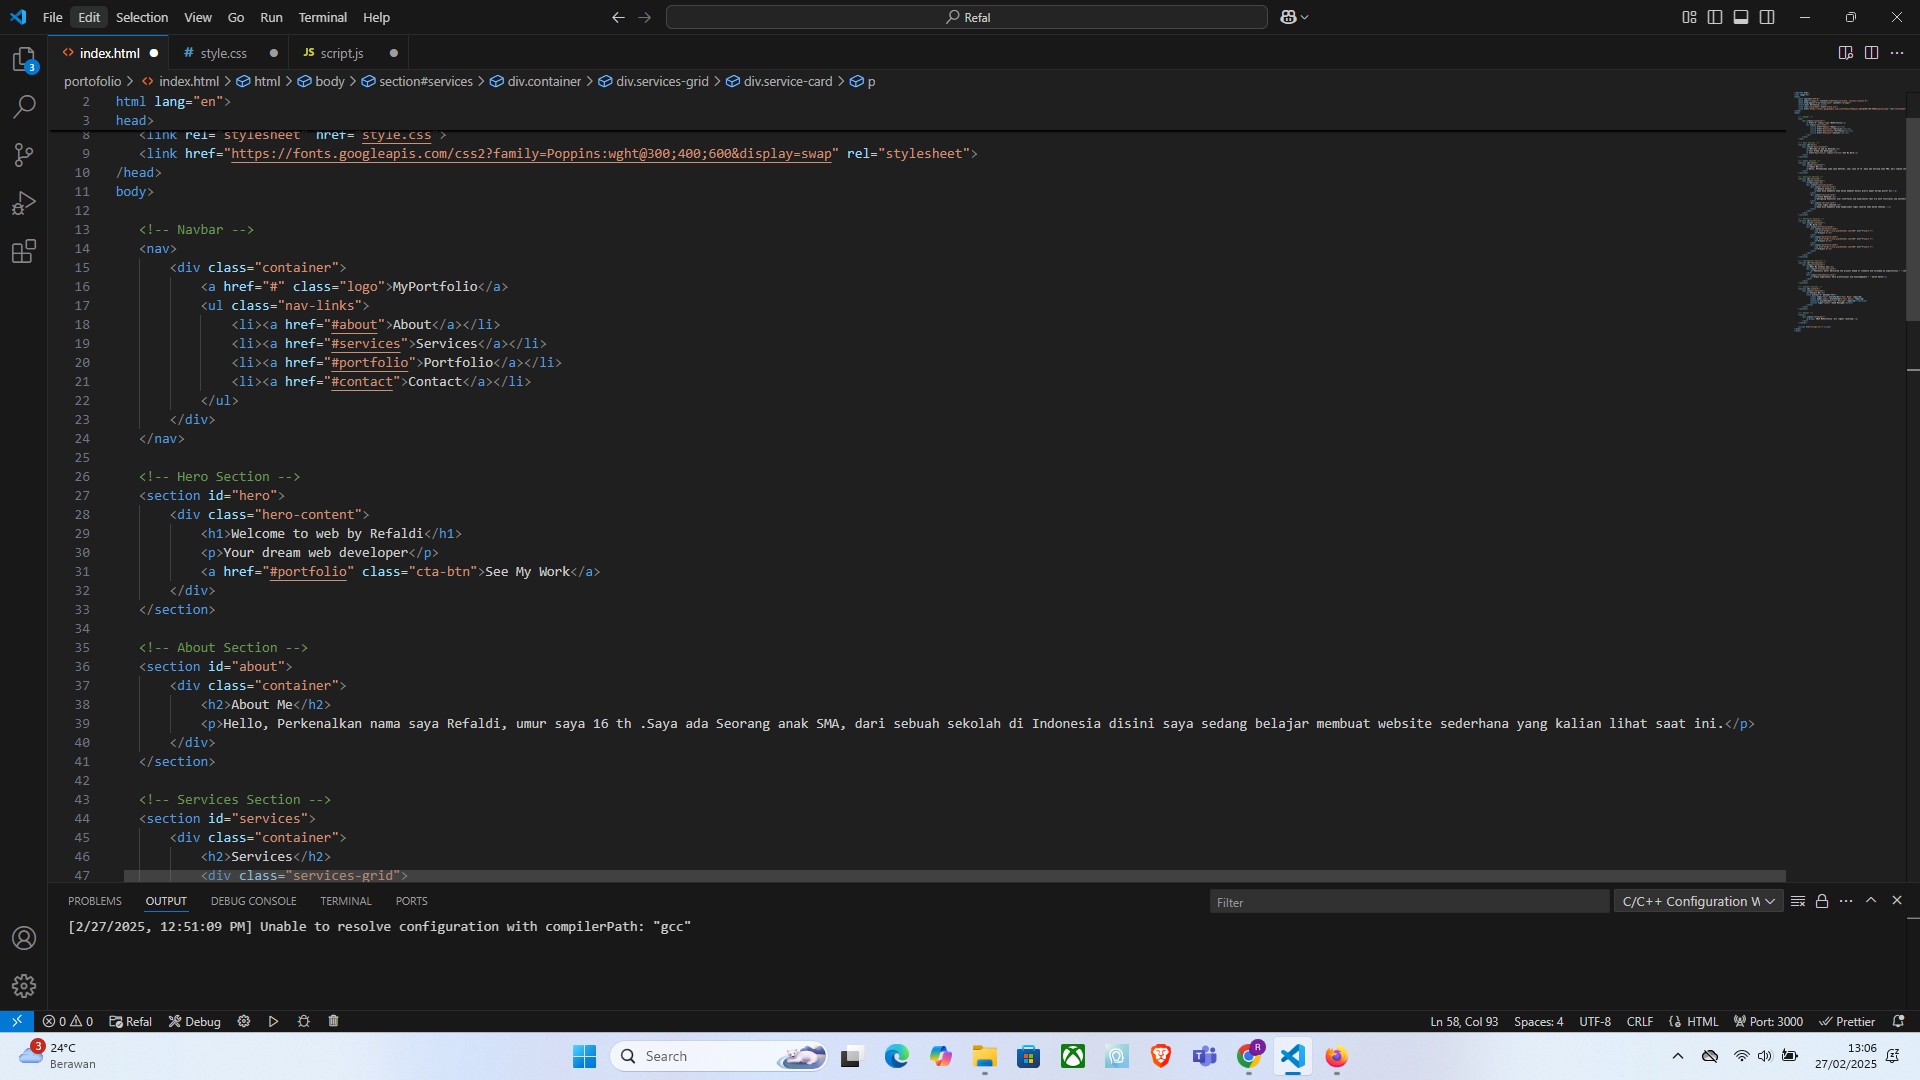 File Edit Selection View Go Run Terminal Help
Refal
index.html
# style.css
JS script.js
portofolio > index.html > html > body > section#services > div.container > div.services-grid > div.service-card > p
2 html lang="en">
3 head>
8 <link rel="stylesheet" href="style.css">
9 <link href="https://fonts.googleapis.com/css2?family=Poppins:wght@300;400;600&display=swap" rel="stylesheet">
10 /head>
11 body>
12
13 <!-- Navbar -->
14 <nav>
15 <div class="container">
16 <a href="#" class="logo">MyPortfolio</a>
17 <ul class="nav-links">
18 <li><a href="#about">About</a></li>
19 <li><a href="#services">Services</a></li>
20 <li><a href="#portfolio">Portfolio</a></li>
21 <li><a href="#contact">Contact</a></li>
22 </ul>
23 </div>
24 </nav>
25
26 <!-- Hero Section -->
27 <section id="hero">
28 <div class="hero-content">
29 <h1>Welcome to web by Refaldi</h1>
30 <p>Your dream web developer</p>
31 <a href="#portfolio" class="cta-btn">See My Work</a>
32 </div>
33 </section>
34
35 <!-- About Section -->
36 <section id="about">
37 <div class="container">
38 <h2>About Me</h2>
39 <p>Hello, Perkenalkan nama saya Refaldi, umur saya 16 th .Saya ada Seorang anak SMA, dari sebuah sekolah di Indonesia disini saya sedang belajar membuat website sederhana yang kalian lihat saat ini.</p>
40 </div>
41 </section>
42
43 <!-- Services Section -->
44 <section id="services">
45 <div class="container">
46 <h2>Services</h2>
47 <div class="services-grid">
3
PROBLEMS OUTPUT DEBUG CONSOLE TERMINAL PORTS
Filter
C/C++ Configuration W
[2/27/2025, 12:51:09 PM] Unable to resolve configuration with compilerPath: "gcc"
0 0 Refal Debug
Ln 58, Col 93 Spaces: 4 UTF-8 CRLF HTML Port: 3000 Prettier
3
24°C
Berawan
Search
R
13:06
27/02/2025